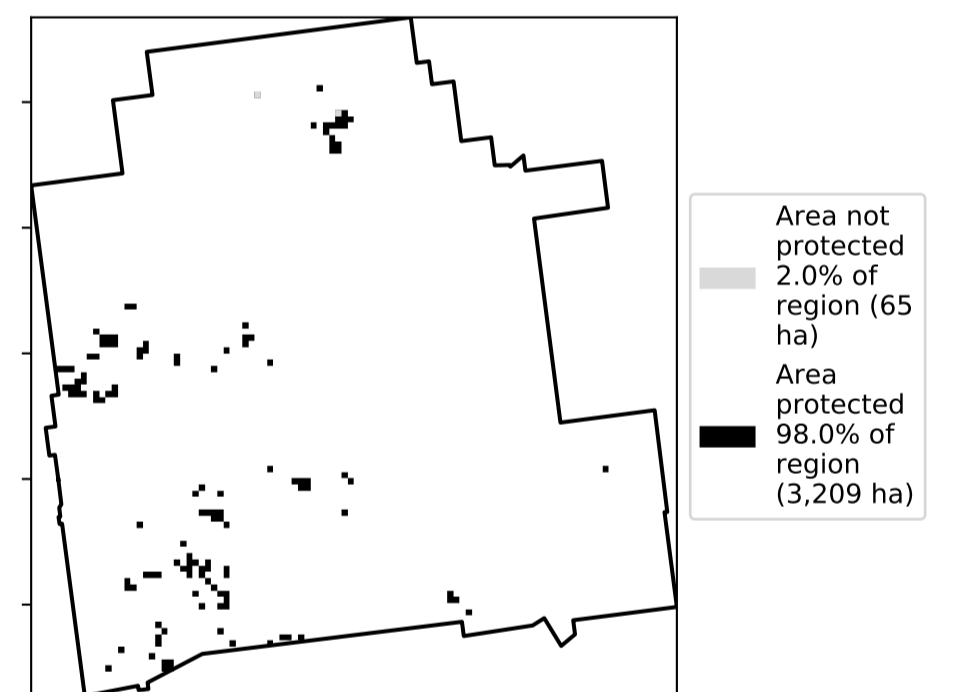 Area not
protected
2.0% of
region (65
ha)
Area
protected
98.0% of
region
(3,209 ha)